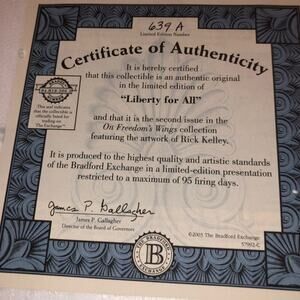 639 A
Limited Edition Number
Certificate of Authenticity
It is hereby certified
that this collectible is an authentic original
in the limited edition of
“Liberty for All”
and that it is the second issue in the
On Freedom's Wings collection
featuring the artwork of Rick Kelley.
This seal indicates
that the collectible is
officially listed for
trading on
The Exchange™
It is produced to the highest quality and artistic standards
of the Bradford Exchange in a limited-edition presentation
restricted to a maximum of 95 firing days.
James P. Gallagher
James P. Gallagher
Director of the Board of Governors
THE BRADFORD
B
EXCHANGE
©2003 The Bradford Exchange
57992-C